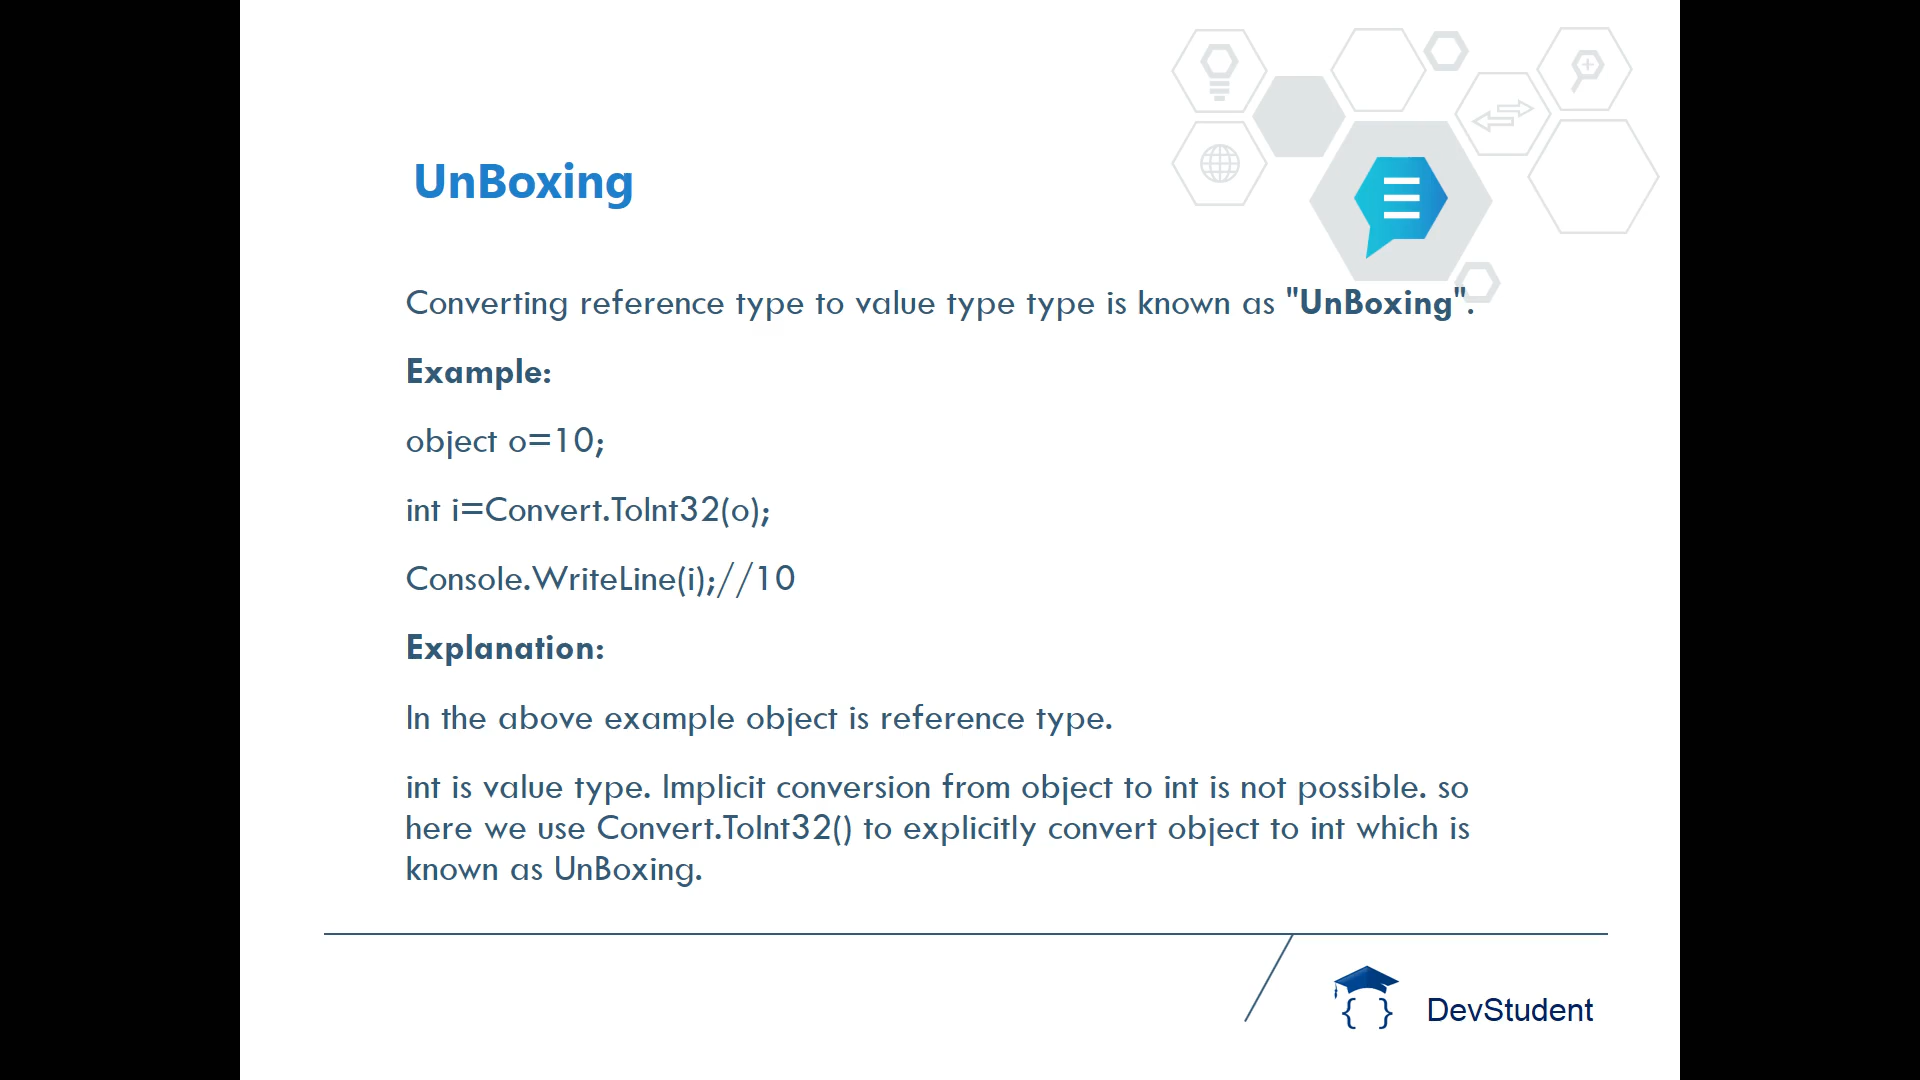 UnBoxing
Converting reference type to value type type is known as "UnBoxing".
Example:
object o=10;
int i=Convert.ToInt32(o);
Console.WriteLine(i);//10
Explanation:
In the above example object is reference type.
int is value type. Implicit conversion from object to int is not possible. so
here we use Convert.ToInt32() to explicitly convert object to int which is
known as UnBoxing.
{ } DevStudent